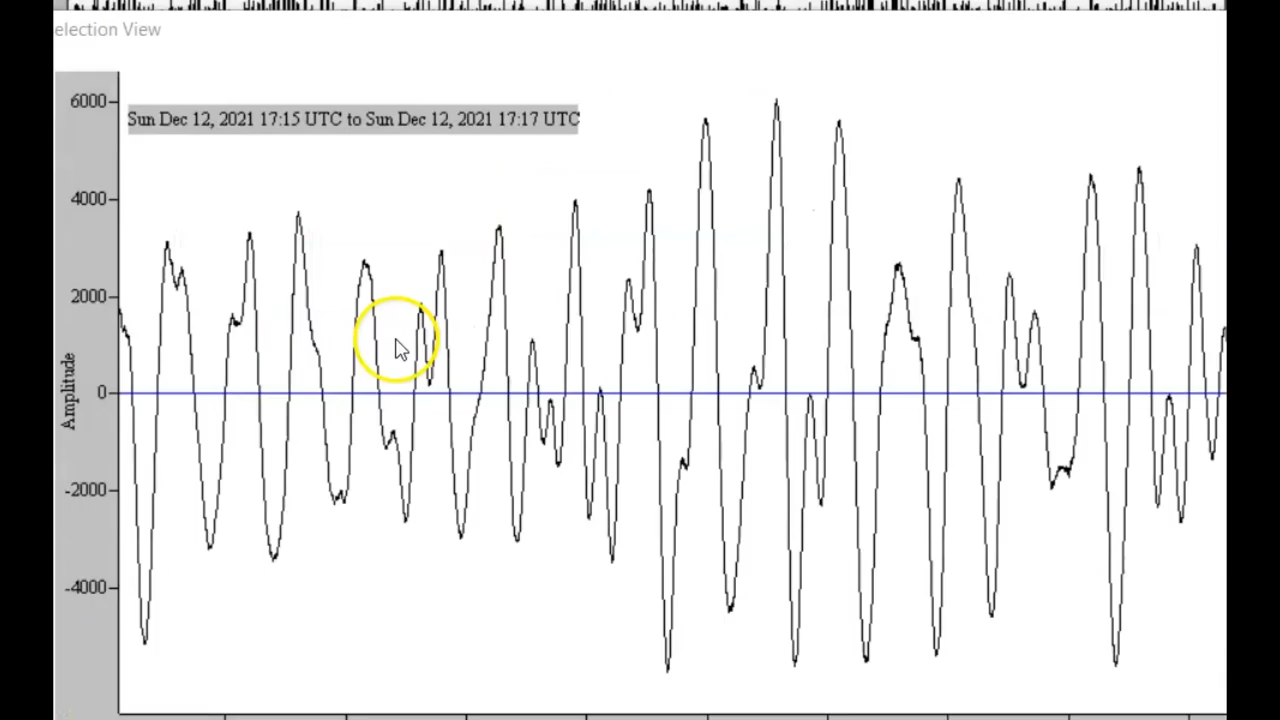 election View
6000
Sun Dec 12, 2021 17:15 UTC to Sun Dec 12, 2021 17:17 UTC
4000
2000
Amplitude
0
-2000
-4000